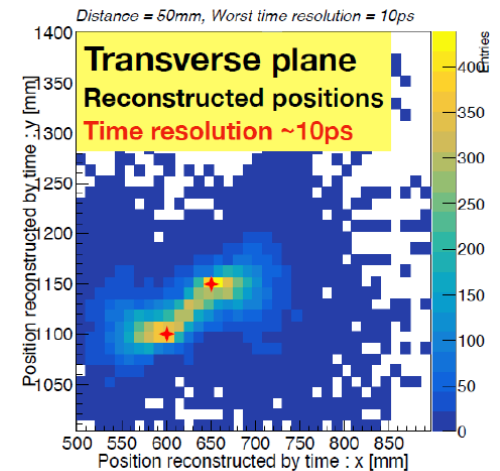 Distance = 50mm, Worst time resolution = 10ps
Transverse plane
Reconstructed positions
Time resolution ~10ps
Position reconstructed by time : y [mm]
1400
1350
1300
1250
1200
1150
1100
1050
500 550 600 650 700 750 800 850
Position reconstructed by time : x [mm]
Entries
400
350
300
250
200
150
100
50
0